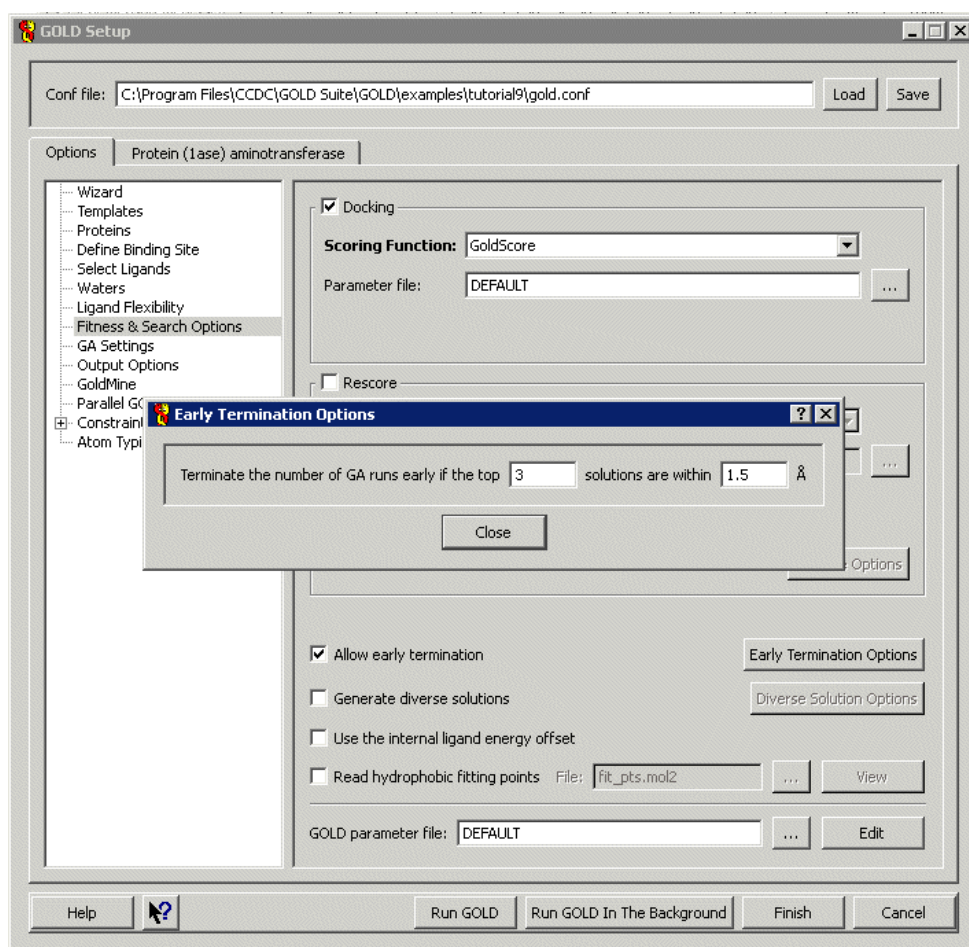 GOLD Setup
Conf file: C:\Program Files\CCDC\GOLD Suite\GOLD\examples\tutorial9\gold.conf Load Save
Options Protein (1ase) aminotransferase
Wizard
Templates
Proteins
Define Binding Site
Select Ligands
Waters
Ligand Flexibility
Fitness & Search Options
GA Settings
Output Options
GoldMine
Parallel GO
Constrain
Atom Typi
Docking
Scoring Function: GoldScore
Parameter file: DEFAULT ...
Rescore
...
Early Termination Options
Terminate the number of GA runs early if the top 3 solutions are within 1.5 Å
Close
Options
Allow early termination Early Termination Options
Generate diverse solutions Diverse Solution Options
Use the internal ligand energy offset
Read hydrophobic fitting points File: fit_pts.mol2 ... View
GOLD parameter file: DEFAULT ... Edit
Help Run GOLD Run GOLD In The Background Finish Cancel